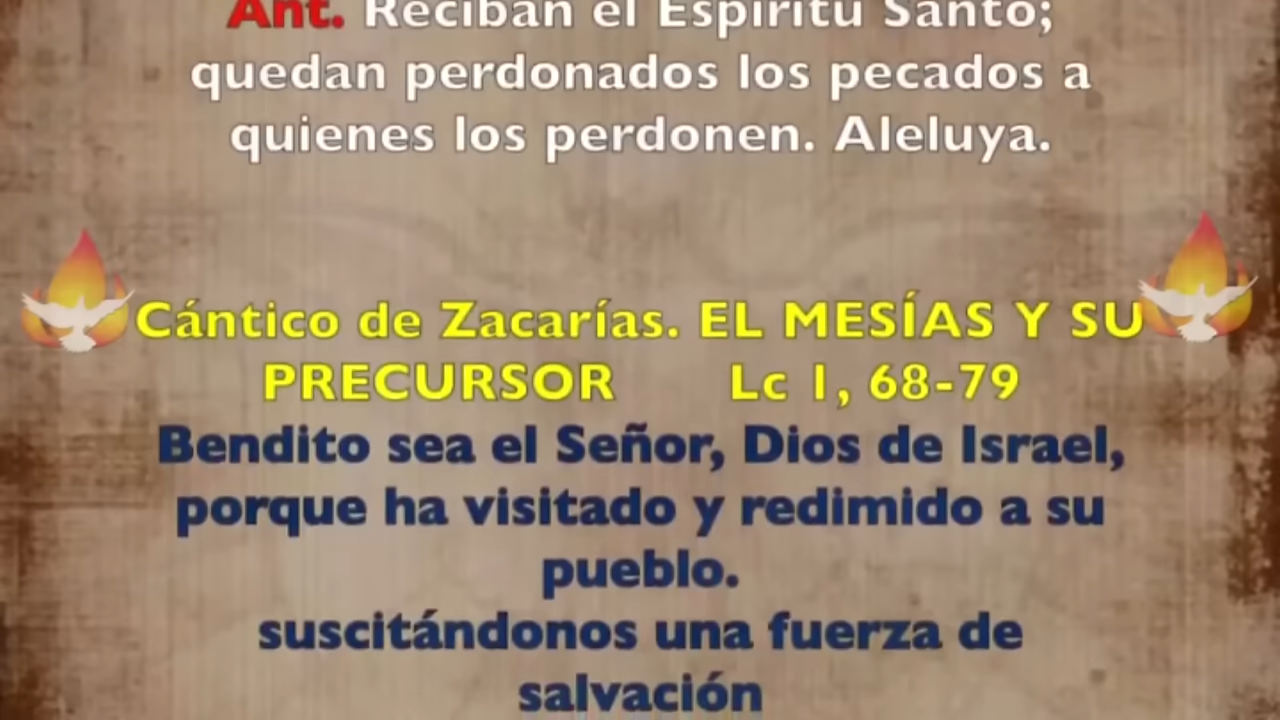 Ant. Reciban el Espíritu Santo;
quedan perdonados los pecados a
quienes los perdonen. Aleluya.
Cántico de Zacarías. EL MESÍAS Y SU
PRECURSOR Lc 1, 68-79
Bendito sea el Señor, Dios de Israel,
porque ha visitado y redimido a su
pueblo.
suscitándonos una fuerza de
salvación